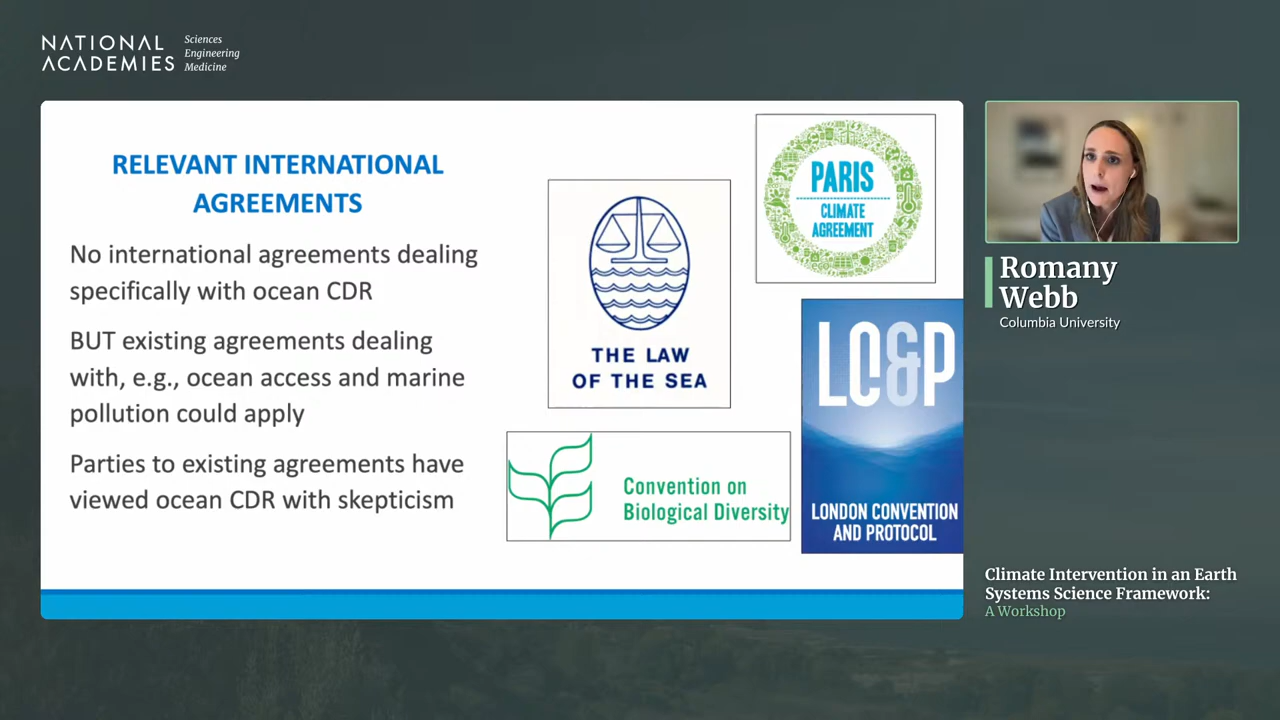 NATIONAL
ACADEMIES
Sciences
Engineering
Medicine
RELEVANT INTERNATIONAL
AGREEMENTS
No international agreements dealing
specifically with ocean CDR
BUT existing agreements dealing
with, e.g., ocean access and marine
pollution could apply
Parties to existing agreements have
viewed ocean CDR with skepticism
THE LAW
OF THE SEA
PARIS
CLIMATE
AGREEMENT
Convention on
Biological Diversity
LC&P
LONDON CONVENTION
AND PROTOCOL
Romany
Webb
Columbia University
Climate Intervention in an Earth
Systems Science Framework:
A Workshop